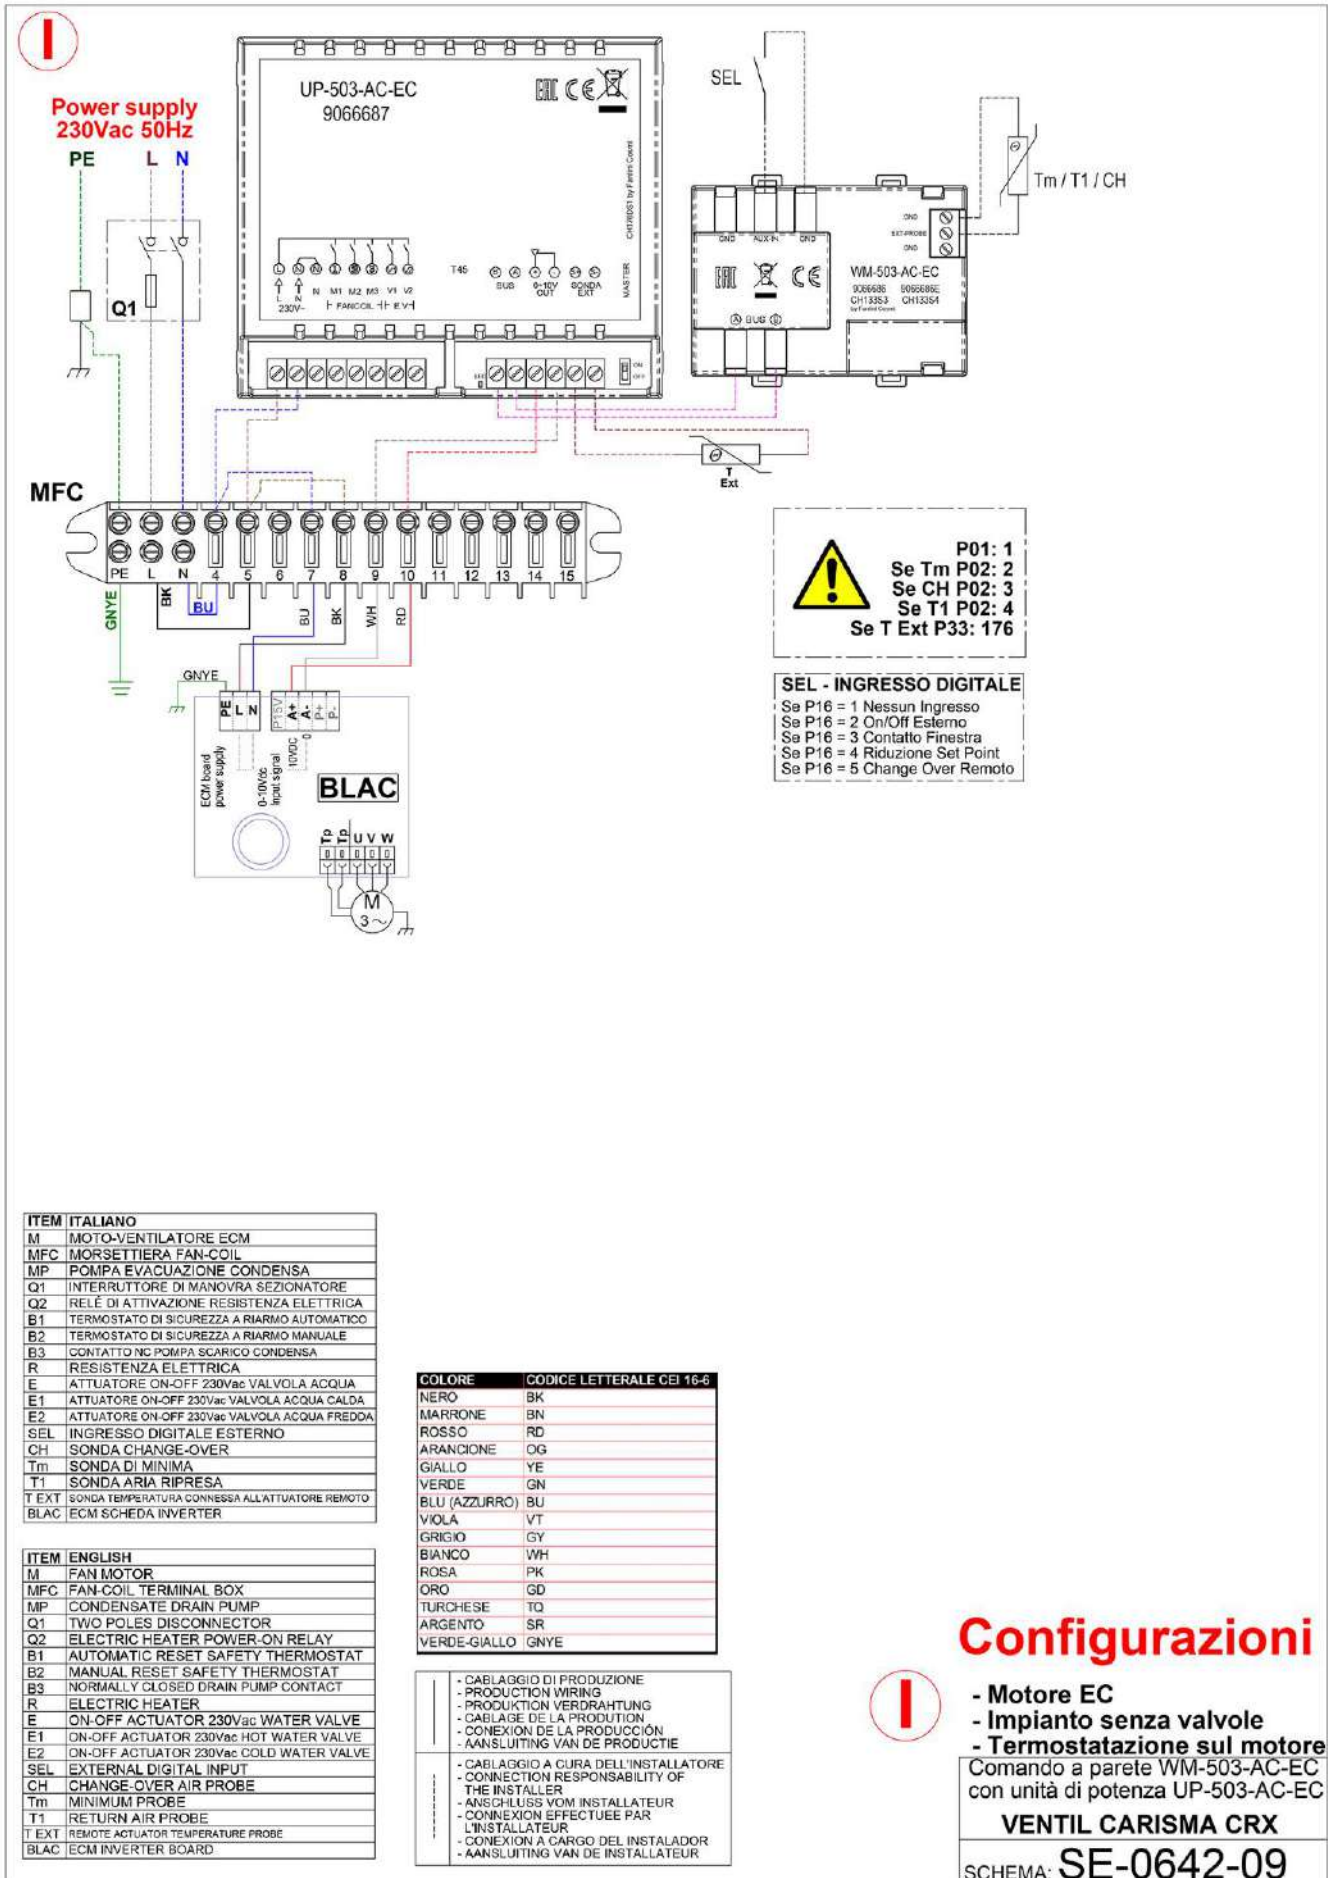 I
Power supply
230Vac 50Hz
PE L N
Q1
UP-503-AC-EC
9066687
EAC CE
CH176DS1 by Fantini Cosmi
MASTER
L N N M1 M2 M3 V1 V2
L N
230V~
FANCOIL E.V
T45
B A + -
BUS 0-10V OUT SONDA EXT
LED
ON
OFF
SEL
Tm / T1 / CH
GND AUX-IN GND
GND
EXT-PROBE
GND
EAC CE
WM-503-AC-EC
9066686 9066686E
CH133S3 CH133S4
by Fantini Cosmi
A BUS B
T
Ext
MFC
PE L N 4 5 6 7 8 9 10 11 12 13 14 15
GNYE
BK
BU
BU
BK
WH
RD
GNYE
PE L N
P15V A+ A- P+ P-
10VDC 0
ECM board
power supply
0-10Vdc
Input signal
BLAC
Tp Tp U V W
M
3~
P01: 1
Se Tm P02: 2
Se CH P02: 3
Se T1 P02: 4
Se T Ext P33: 176
SEL - INGRESSO DIGITALE
Se P16 = 1 Nessun Ingresso
Se P16 = 2 On/Off Esterno
Se P16 = 3 Contatto Finestra
Se P16 = 4 Riduzione Set Point
Se P16 = 5 Change Over Remoto
ITEM ITALIANO
M MOTO-VENTILATORE ECM
MFC MORSETTIERA FAN-COIL
MP POMPA EVACUAZIONE CONDENSA
Q1 INTERRUTTORE DI MANOVRA SEZIONATORE
Q2 RELÈ DI ATTIVAZIONE RESISTENZA ELETTRICA
B1 TERMOSTATO DI SICUREZZA A RIARMO AUTOMATICO
B2 TERMOSTATO DI SICUREZZA A RIARMO MANUALE
B3 CONTATTO NC POMPA SCARICO CONDENSA
R RESISTENZA ELETTRICA
E ATTUATORE ON-OFF 230Vac VALVOLA ACQUA
E1 ATTUATORE ON-OFF 230Vac VALVOLA ACQUA CALDA
E2 ATTUATORE ON-OFF 230Vac VALVOLA ACQUA FREDDA
SEL INGRESSO DIGITALE ESTERNO
CH SONDA CHANGE-OVER
Tm SONDA DI MINIMA
T1 SONDA ARIA RIPRESA
T EXT SONDA TEMPERATURA CONNESSA ALL'ATTUATORE REMOTO
BLAC ECM SCHEDA INVERTER
ITEM ENGLISH
M FAN MOTOR
MFC FAN-COIL TERMINAL BOX
MP CONDENSATE DRAIN PUMP
Q1 TWO POLES DISCONNECTOR
Q2 ELECTRIC HEATER POWER-ON RELAY
B1 AUTOMATIC RESET SAFETY THERMOSTAT
B2 MANUAL RESET SAFETY THERMOSTAT
B3 NORMALLY CLOSED DRAIN PUMP CONTACT
R ELECTRIC HEATER
E ON-OFF ACTUATOR 230Vac WATER VALVE
E1 ON-OFF ACTUATOR 230Vac HOT WATER VALVE
E2 ON-OFF ACTUATOR 230Vac COLD WATER VALVE
SEL EXTERNAL DIGITAL INPUT
CH CHANGE-OVER AIR PROBE
Tm MINIMUM PROBE
T1 RETURN AIR PROBE
T EXT REMOTE ACTUATOR TEMPERATURE PROBE
BLAC ECM INVERTER BOARD
COLORE CODICE LETTERALE CEI 16-6
NERO BK
MARRONE BN
ROSSO RD
ARANCIONE OG
GIALLO YE
VERDE GN
BLU (AZZURRO) BU
VIOLA VT
GRIGIO GY
BIANCO WH
ROSA PK
ORO GD
TURCHESE TQ
ARGENTO SR
VERDE-GIALLO GNYE
- CABLAGGIO DI PRODUZIONE
- PRODUCTION WIRING
- PRODUKTION VERDRAHTUNG
- CABLAGE DE LA PRODUTION
- CONEXION DE LA PRODUCCIÓN
- AANSLUITING VAN DE PRODUCTIE
- CABLAGGIO A CURA DELL'INSTALLATORE
- CONNECTION RESPONSABILITY OF
THE INSTALLER
- ANSCHLUSS VOM INSTALLATEUR
- CONNEXION EFFECTUEE PAR
L'INSTALLATEUR
- CONEXION A CARGO DEL INSTALADOR
- AANSLUITING VAN DE INSTALLATEUR
Configurazioni
I
- Motore EC
- Impianto senza valvole
- Termostatazione sul motore
Comando a parete WM-503-AC-EC
con unità di potenza UP-503-AC-EC
VENTIL CARISMA CRX
SCHEMA: SE-0642-09